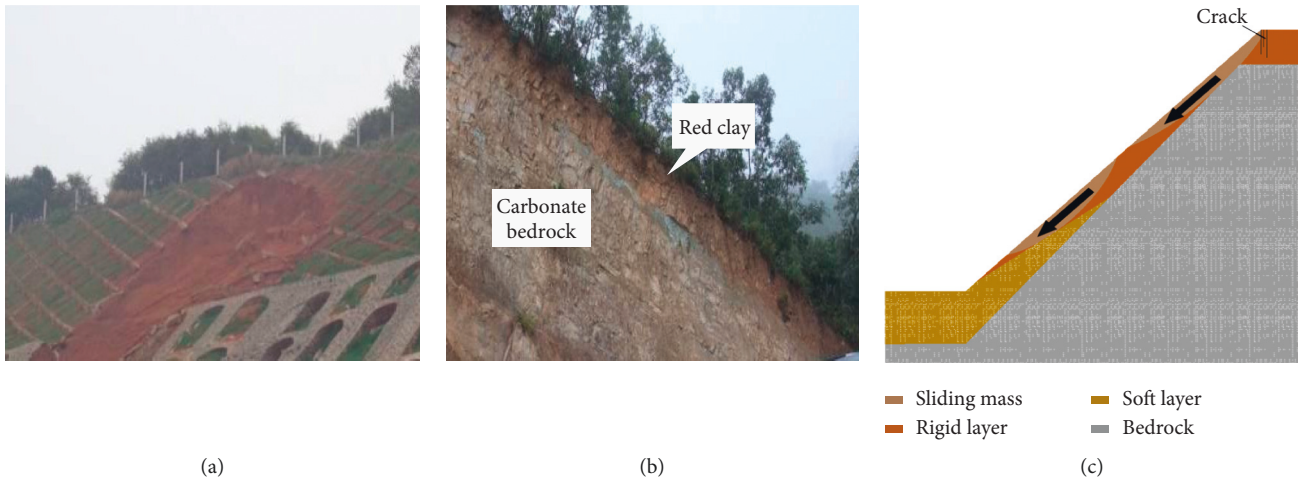 Crack
Red clay
Carbonate
bedrock
Sliding mass
Soft layer
Rigid layer
Bedrock
(a)
(b)
(c)